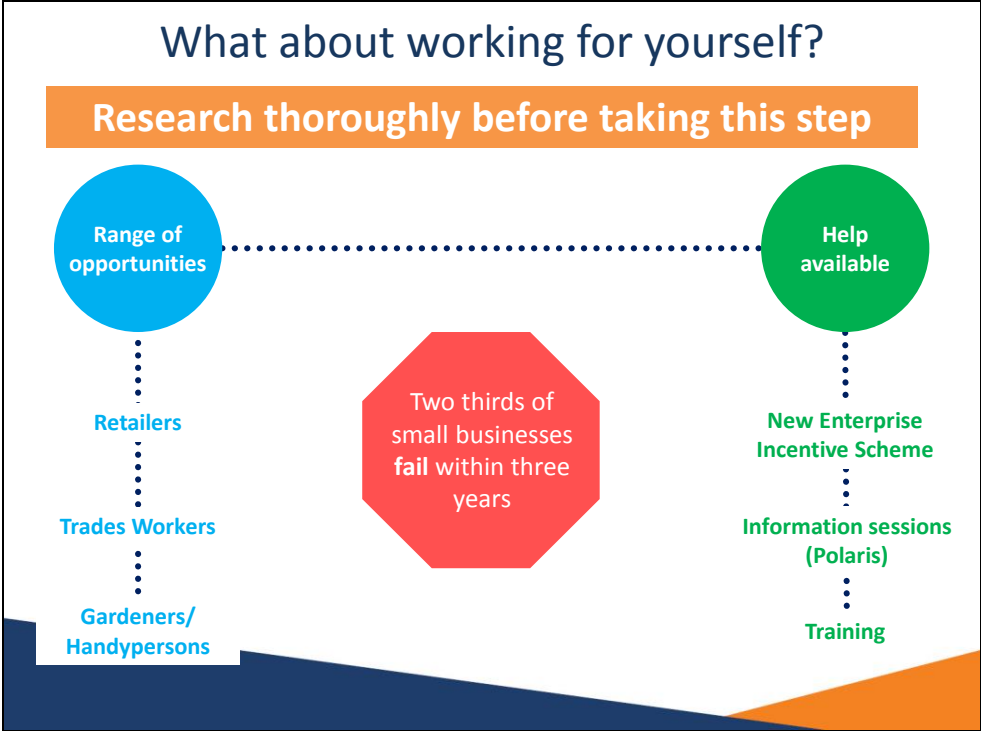 What about working for yourself?
Research thoroughly before taking this step
Range of
opportunities
Help
available
Two thirds of
small businesses
fail within three
years
Retailers
Trades Workers
Gardeners/
Handypersons
New Enterprise
Incentive Scheme
Information sessions
(Polaris)
Training